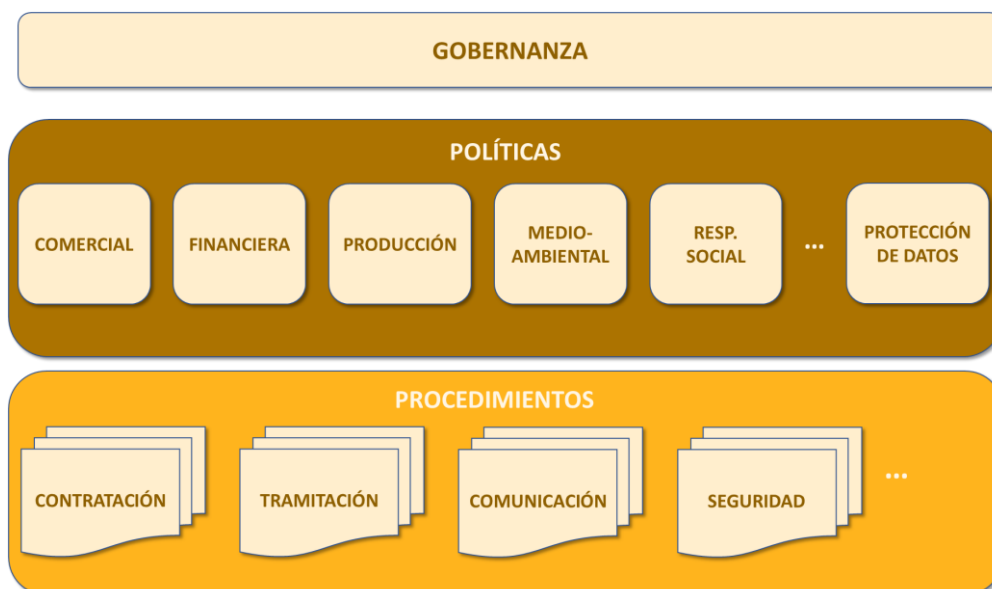 GOBERNANZA
POLÍTICAS
COMERCIAL
FINANCIERA
PRODUCCIÓN
MEDIO-
AMBIENTAL
RESP.
SOCIAL
...
PROTECCIÓN
DE DATOS
PROCEDIMIENTOS
CONTRATACIÓN
TRAMITACIÓN
COMUNICACIÓN
SEGURIDAD
...